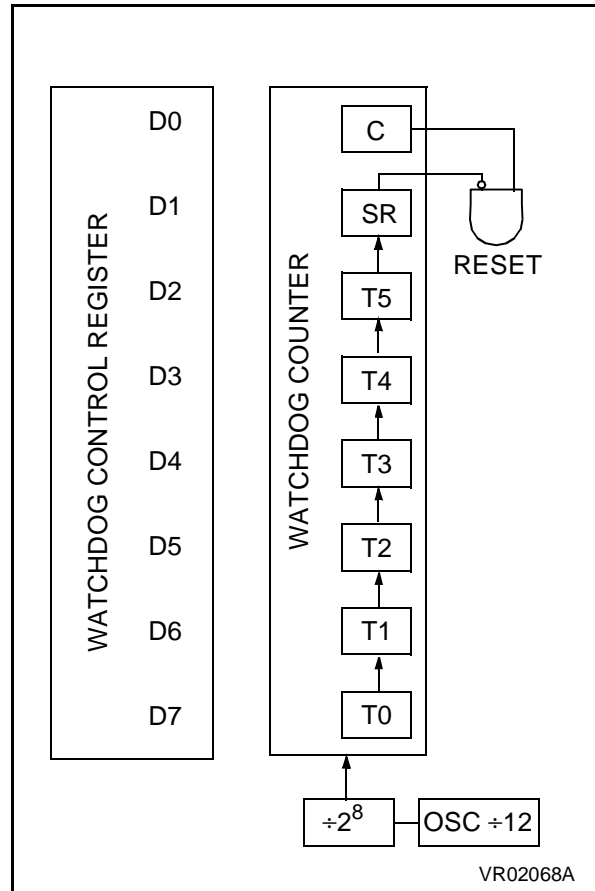 WATCHDOG CONTROL REGISTER
D0
D1
D2
D3
D4
D5
D6
D7
WATCHDOG COUNTER
C
SR
T5
T4
T3
T2
T1
T0
RESET
÷2⁸
OSC ÷12
VR02068A